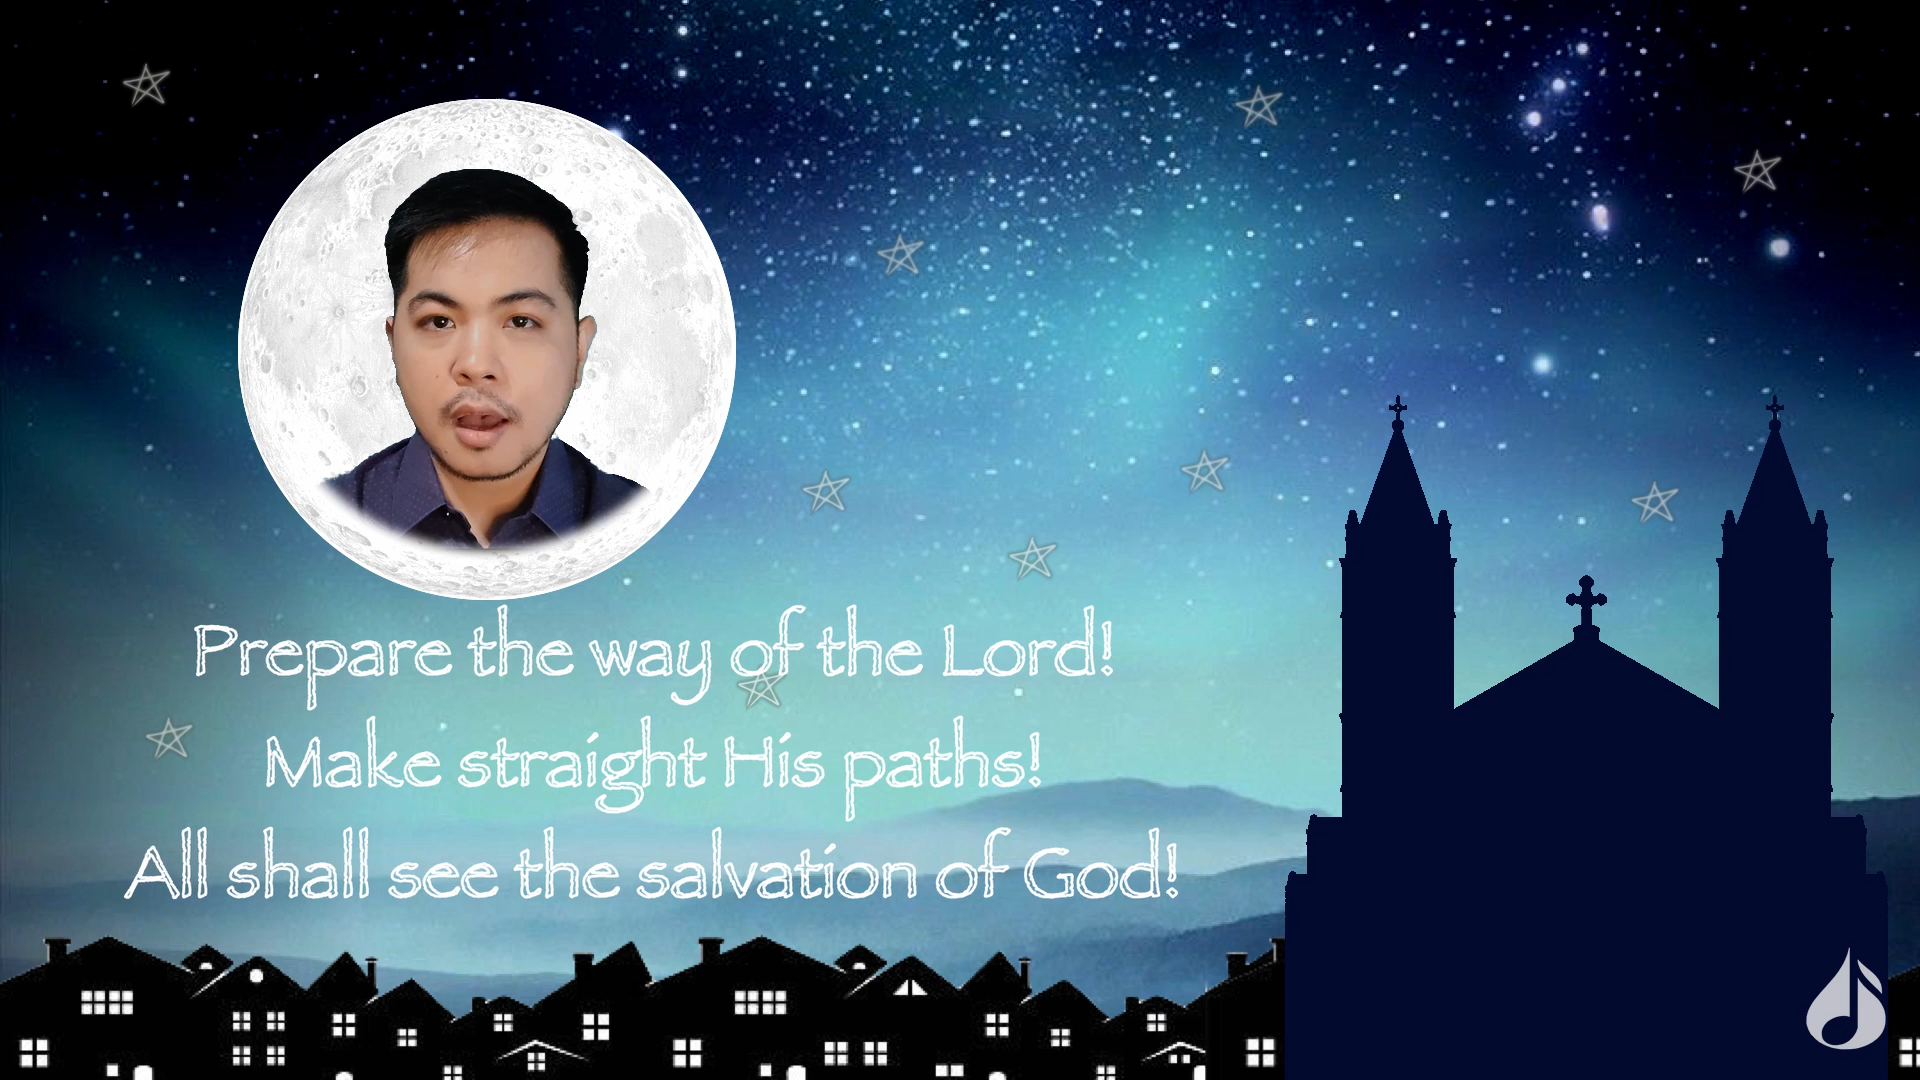 Prepare the way of the Lord!
Make straight His paths!
All shall see the salvation of God!